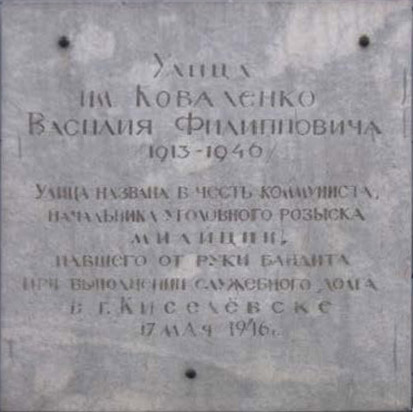 Улица
им Коваленко
Василия Филипповича
/1913-1946/
Улица названа в честь коммуниста,
начальника уголовного розыска
милиции,
павшего от руки бандита
при выполнении служебного долга
в г. Киселёвске
17 мая 1946г.